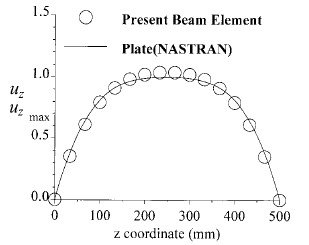 1.5
Present Beam Element
Plate(NASTRAN)
1.0
u_z
u_z max
0.5
0.0
0 100 200 300 400 500
z coordinate (mm)